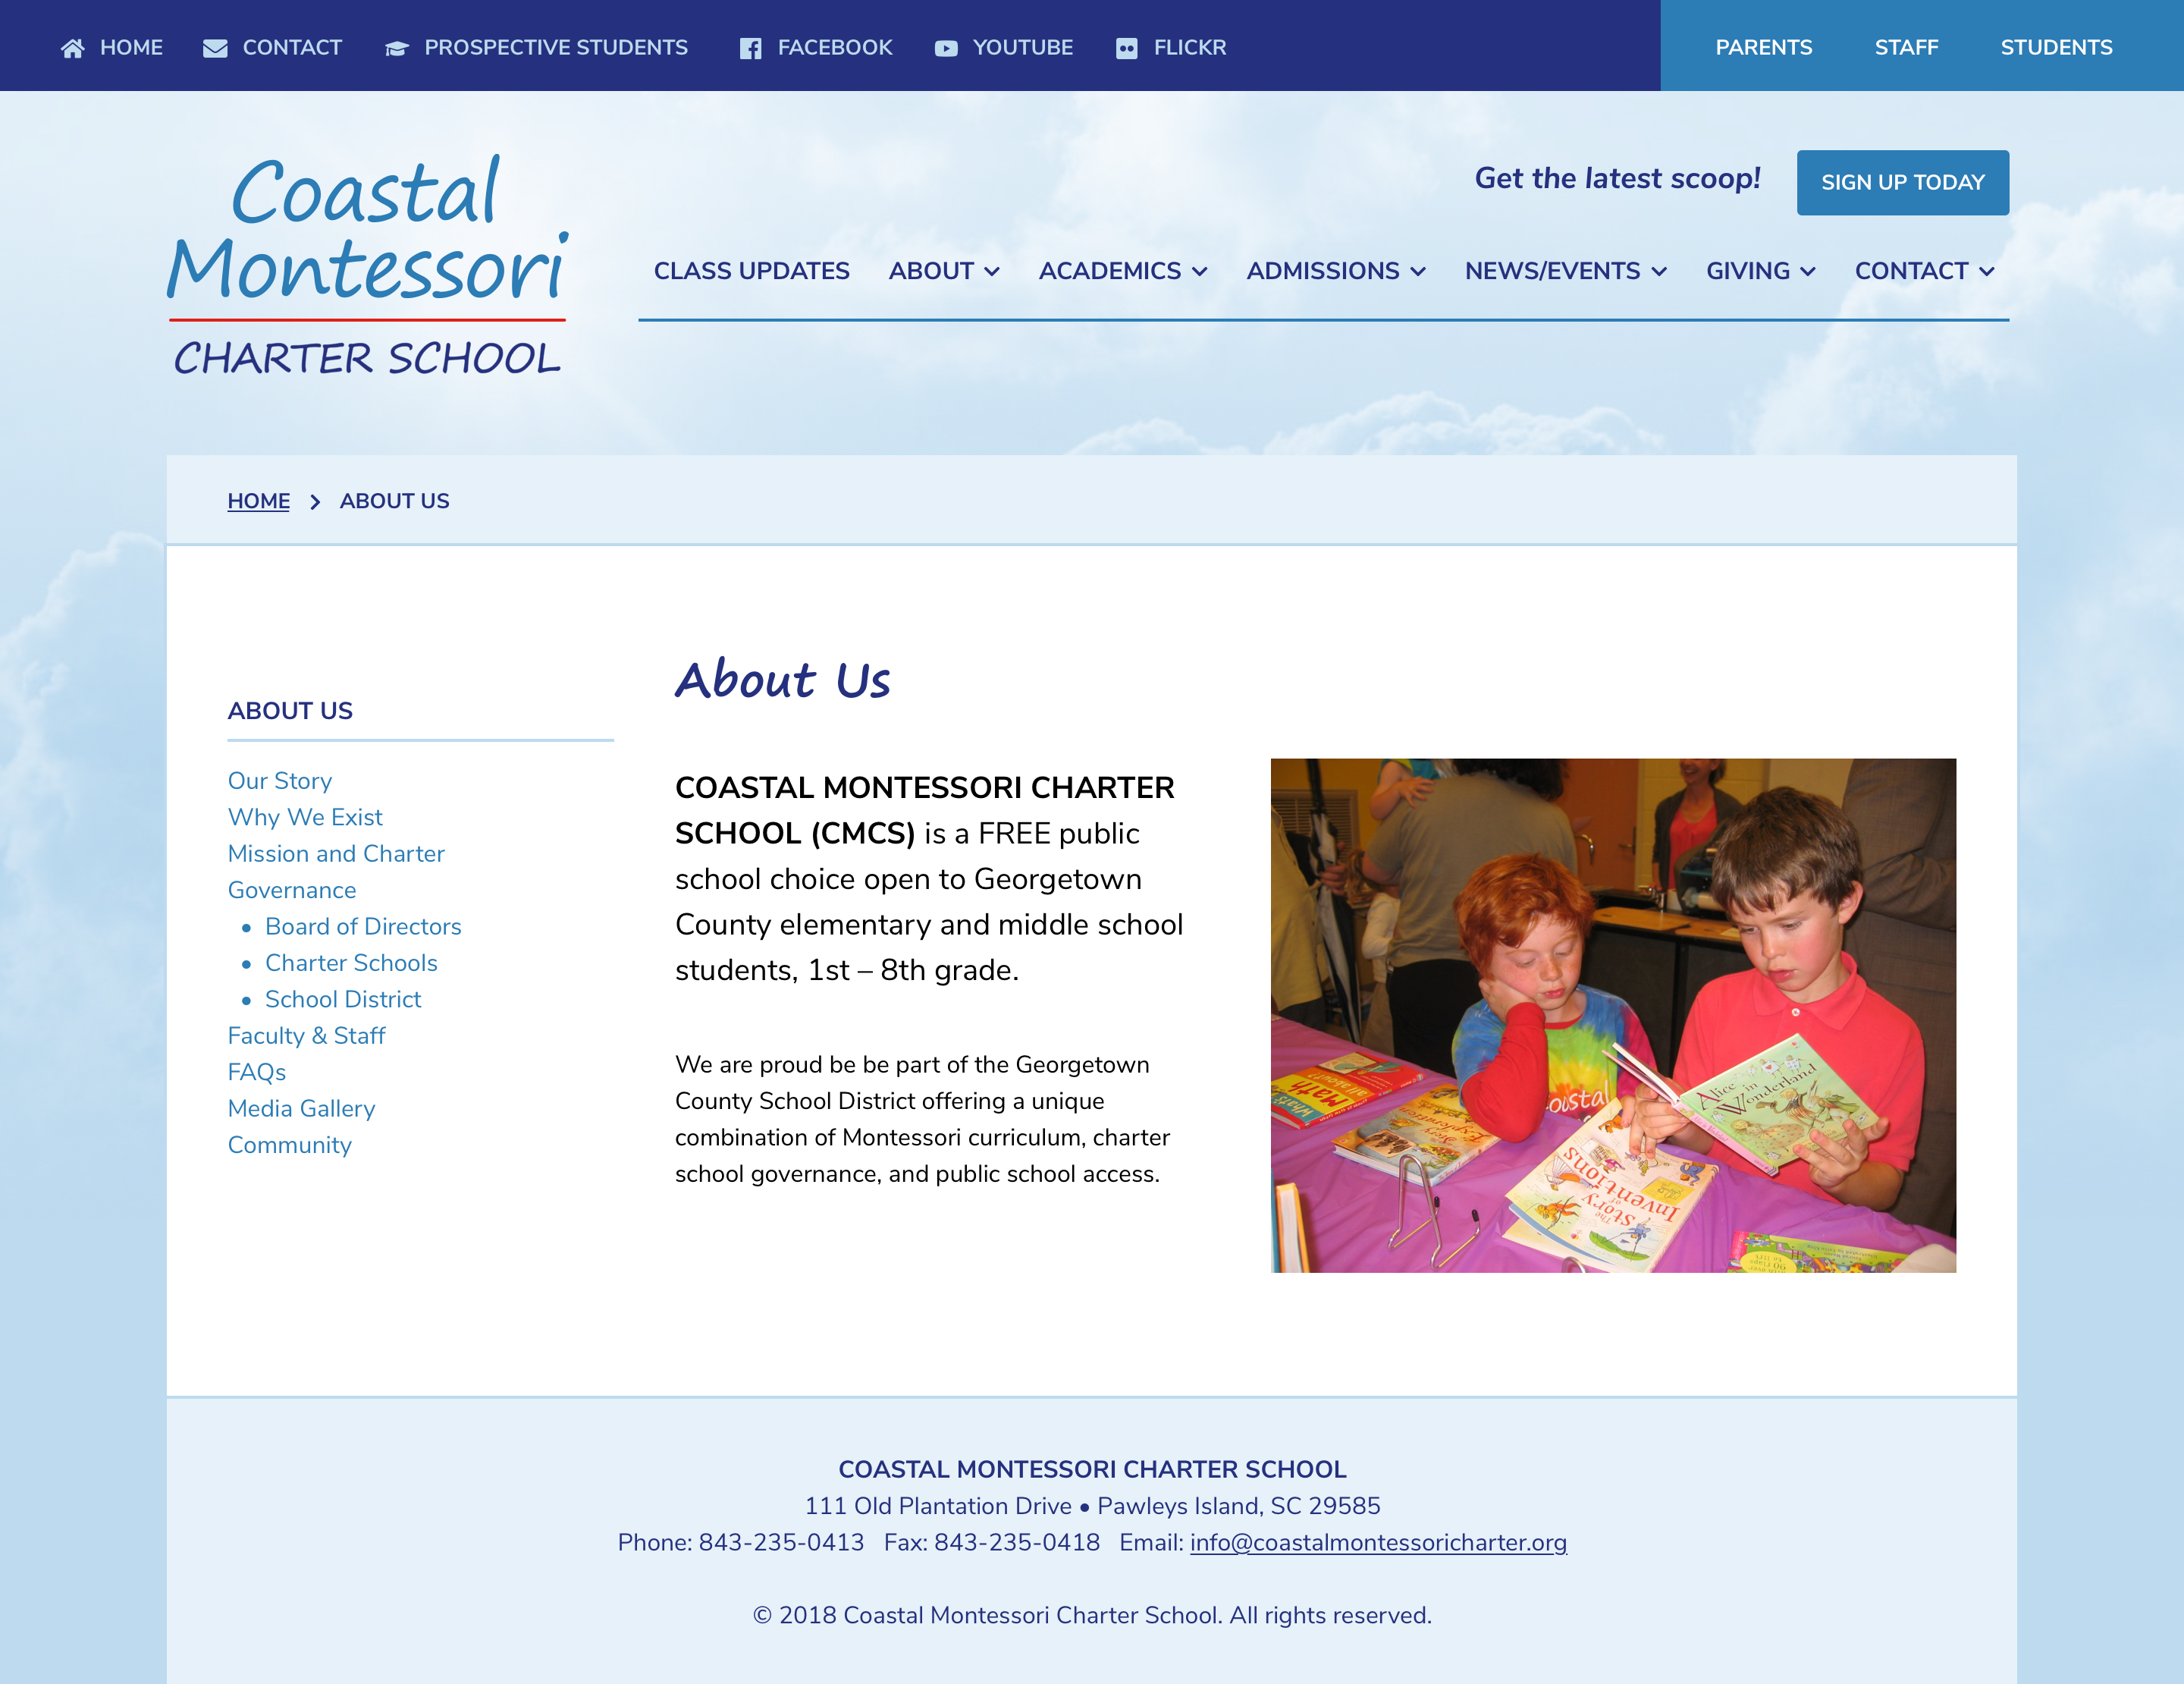 HOME CONTACT PROSPECTIVE STUDENTS FACEBOOK YOUTUBE FLICKR PARENTS STAFF STUDENTS
Coastal
Montessori
CHARTER SCHOOL
Get the latest scoop! SIGN UP TODAY
CLASS UPDATES ABOUT ACADEMICS ADMISSIONS NEWS/EVENTS GIVING CONTACT
HOME > ABOUT US
ABOUT US
Our Story
Why We Exist
Mission and Charter
Governance
• Board of Directors
• Charter Schools
• School District
Faculty & Staff
FAQs
Media Gallery
Community
About Us
COASTAL MONTESSORI CHARTER
SCHOOL (CMCS) is a FREE public
school choice open to Georgetown
County elementary and middle school
students, 1st – 8th grade.
We are proud be be part of the Georgetown
County School District offering a unique
combination of Montessori curriculum, charter
school governance, and public school access.
Alice
in
Wonderland
Coastal
What's
Math
The
Story
of
Inventions
COASTAL MONTESSORI CHARTER SCHOOL
111 Old Plantation Drive • Pawleys Island, SC 29585
Phone: 843-235-0413 Fax: 843-235-0418 Email: info@coastalmontessoricharter.org
© 2018 Coastal Montessori Charter School. All rights reserved.